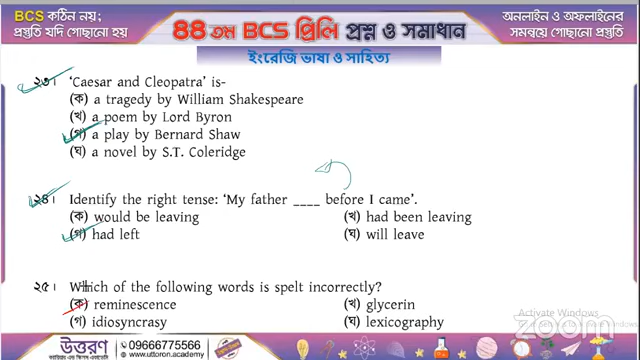 BCS কঠিন নয়;
প্রস্তুতি যদি গোছানো হয়
৪৪ তম BCS প্রিলি প্রশ্ন ও সমাধান
অনলাইন ও অফলাইনের
সমন্বয়ে গোছানো প্রস্তুতি
ইংরেজি ভাষা ও সাহিত্য
২৩। 'Caesar and Cleopatra' is-
(ক) a tragedy by William Shakespeare
(খ) a poem by Lord Byron
(গ) a play by Bernard Shaw
(ঘ) a novel by S.T. Coleridge
২৪। Identify the right tense: 'My father ____ before I came'.
(ক) would be leaving (খ) had been leaving
(গ) had left (ঘ) will leave
২৫। Which of the following words is spelt incorrectly?
(ক) reminescence (খ) glycerin
(গ) idiosyncrasy (ঘ) lexicography
Activate Windows
zoom
উত্তরণ
09666775566
www.uttoron.academy